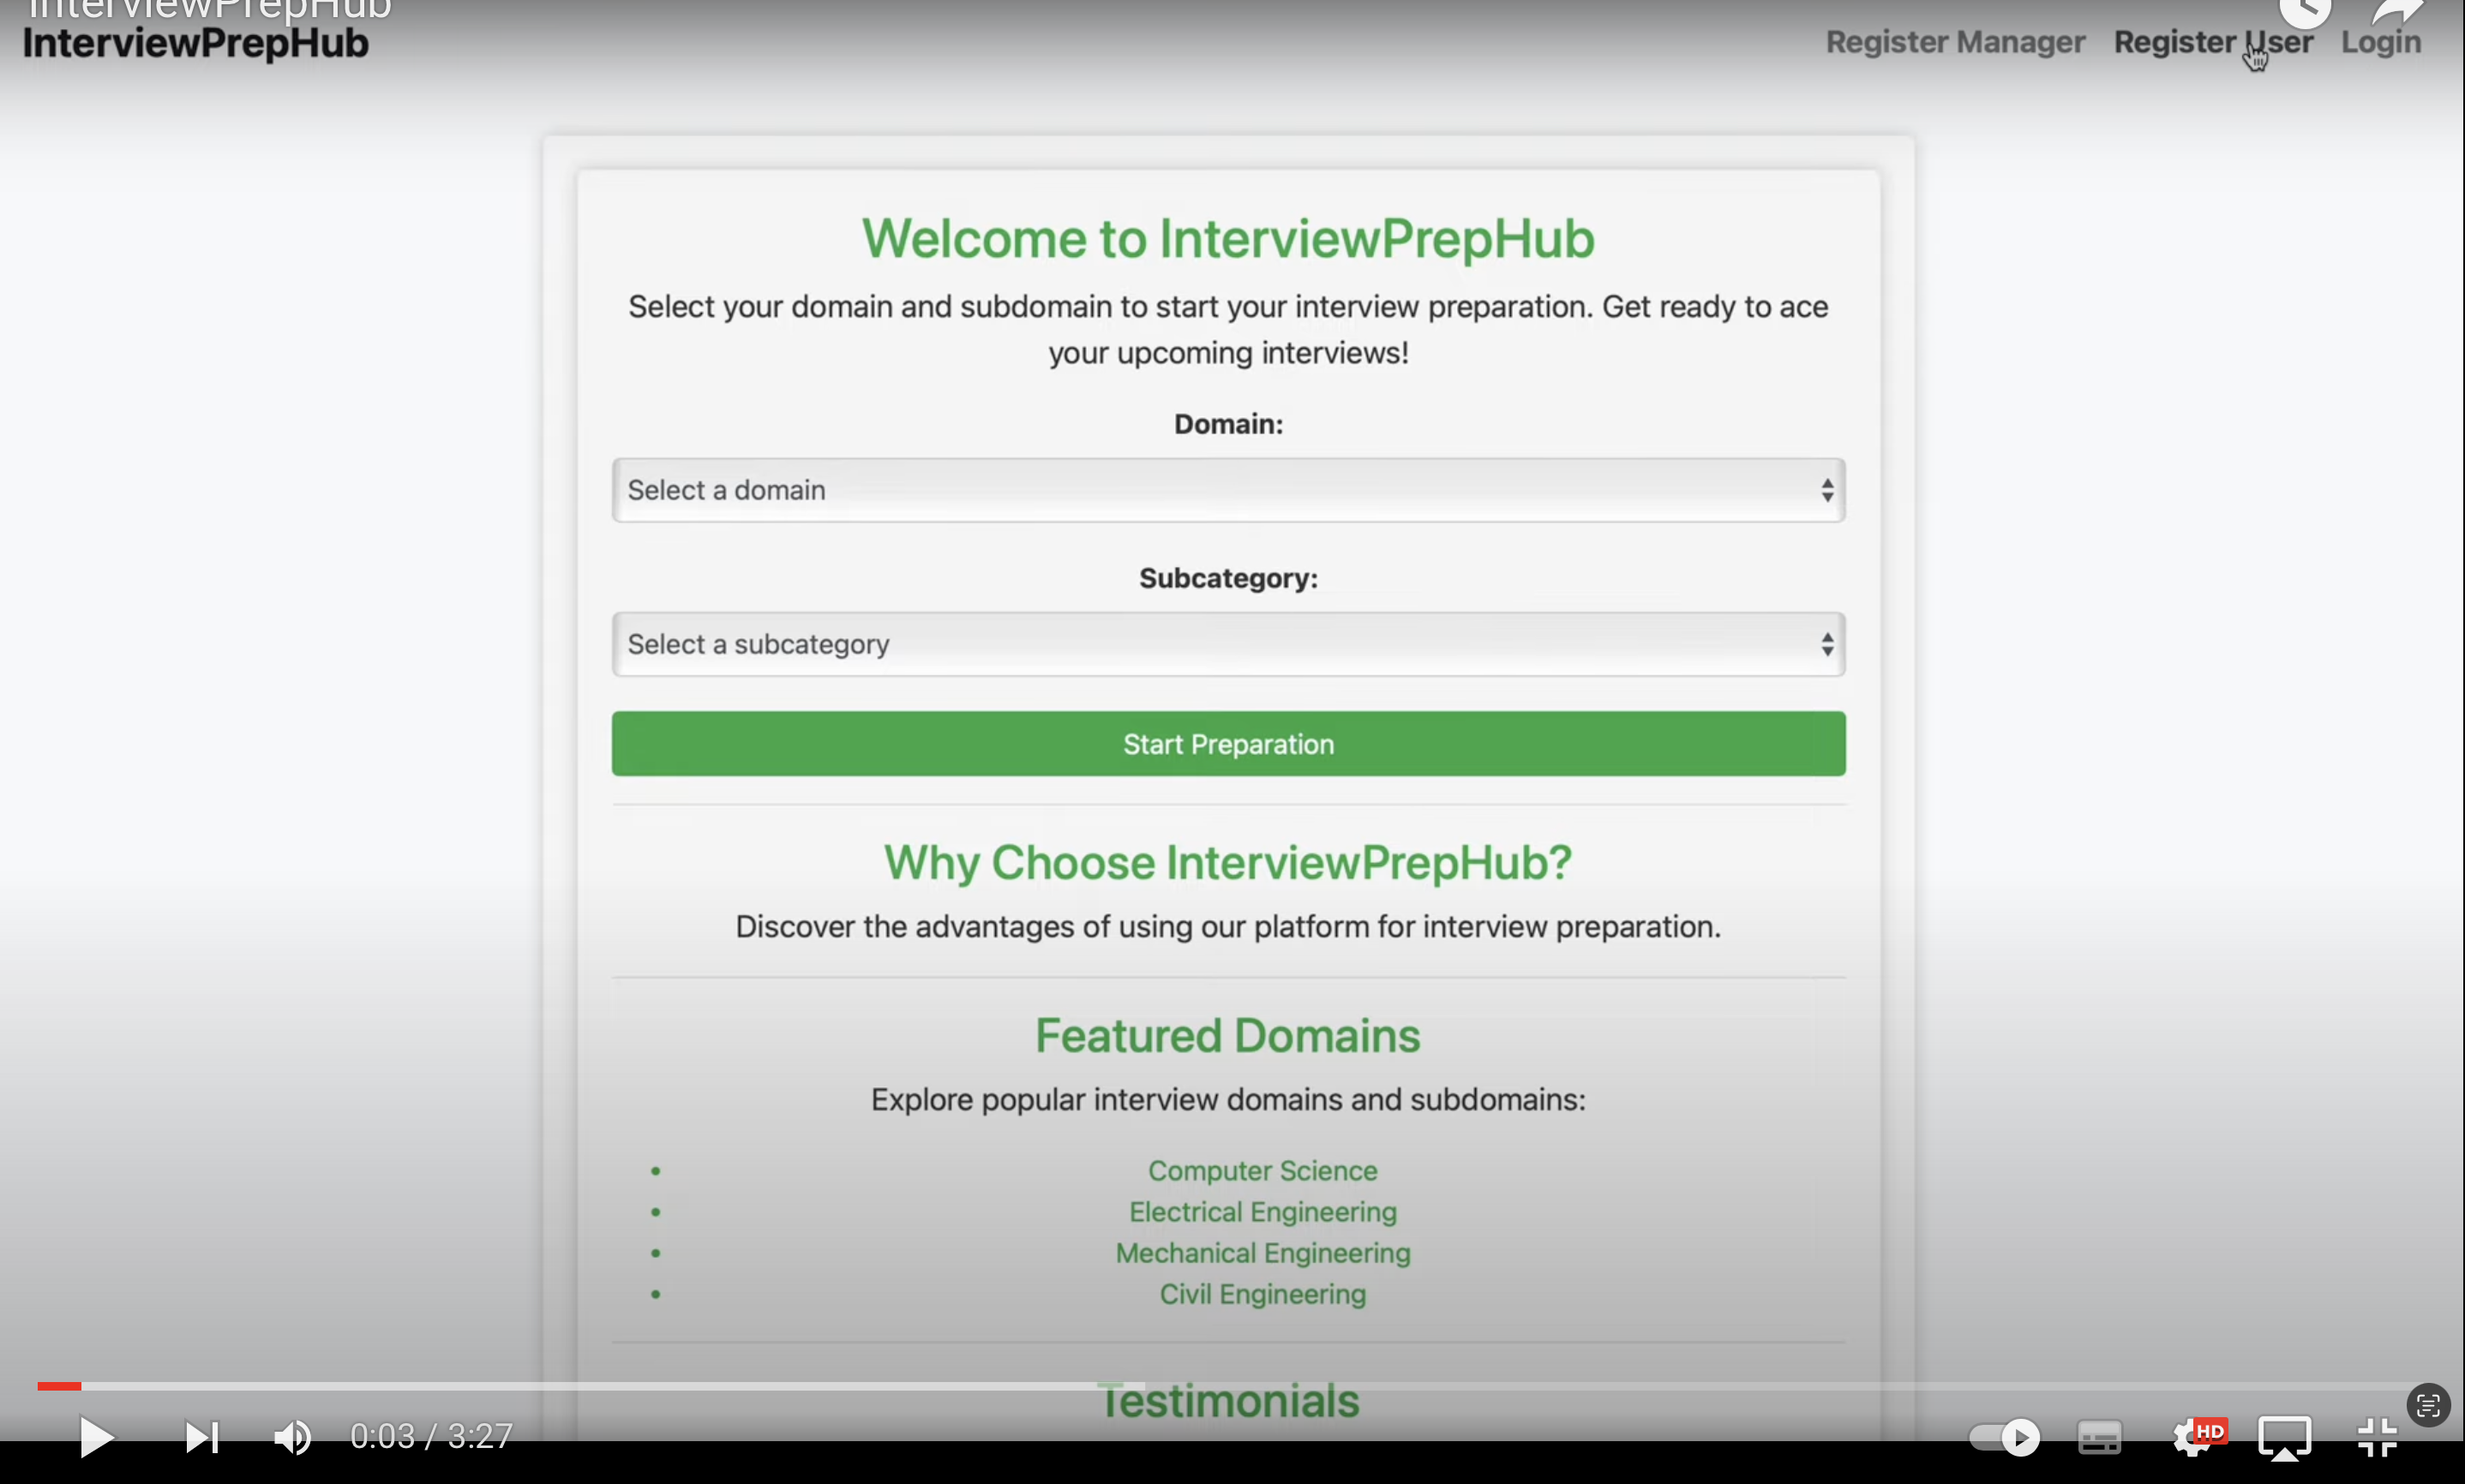 InterviewPrepHub
InterviewPrepHub
Register Manager Register User Login
Welcome to InterviewPrepHub
Select your domain and subdomain to start your interview preparation. Get ready to ace
your upcoming interviews!
Domain:
Select a domain
Subcategory:
Select a subcategory
Start Preparation
Why Choose InterviewPrepHub?
Discover the advantages of using our platform for interview preparation.
Featured Domains
Explore popular interview domains and subdomains:
• Computer Science
• Electrical Engineering
• Mechanical Engineering
• Civil Engineering
Testimonials
0:03 / 3:27
HD